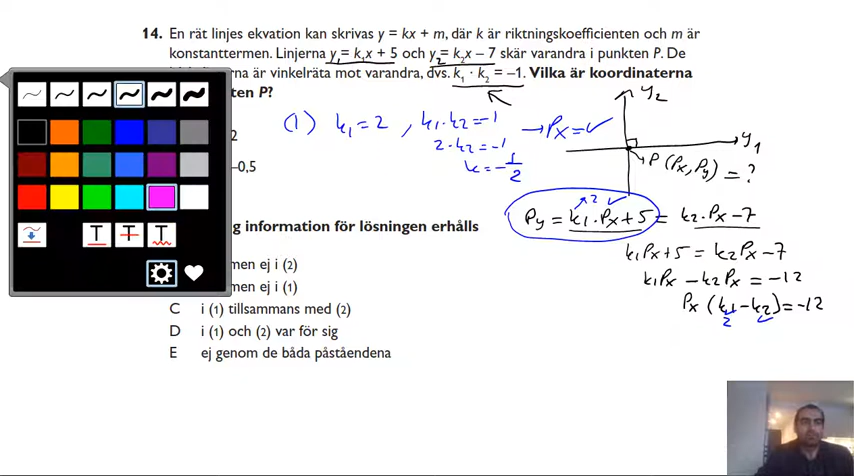 14. En rät linjes ekvation kan skrivas y = kx + m, där k är riktningskoefficienten och m är
konstanttermen. Linjerna y₁ = k₁x + 5 och y₂ = k₂x − 7 skär varandra i punkten P. De
är vinkelräta mot varandra, dvs. k₁ · k₂ = −1. Vilka är koordinaterna
P?
y₂
(1) k₁ = 2 , k₁·k₂ = −1 → Pₓ = ✓
2·k₂ = −1
k = −1/2
y₁
P (Pₓ, Py) = ?
2
−0,5
2
Py = k₁·Pₓ + 5 = k₂·Pₓ − 7
g information för lösningen erhålls
k₁Pₓ + 5 = k₂Pₓ − 7
men ej i (2)
k₁Pₓ − k₂Pₓ = −12
men ej i (1)
Pₓ (k₁ − k₂) = −12
2
C i (1) tillsammans med (2)
D i (1) och (2) var för sig
E ej genom de båda påståendena